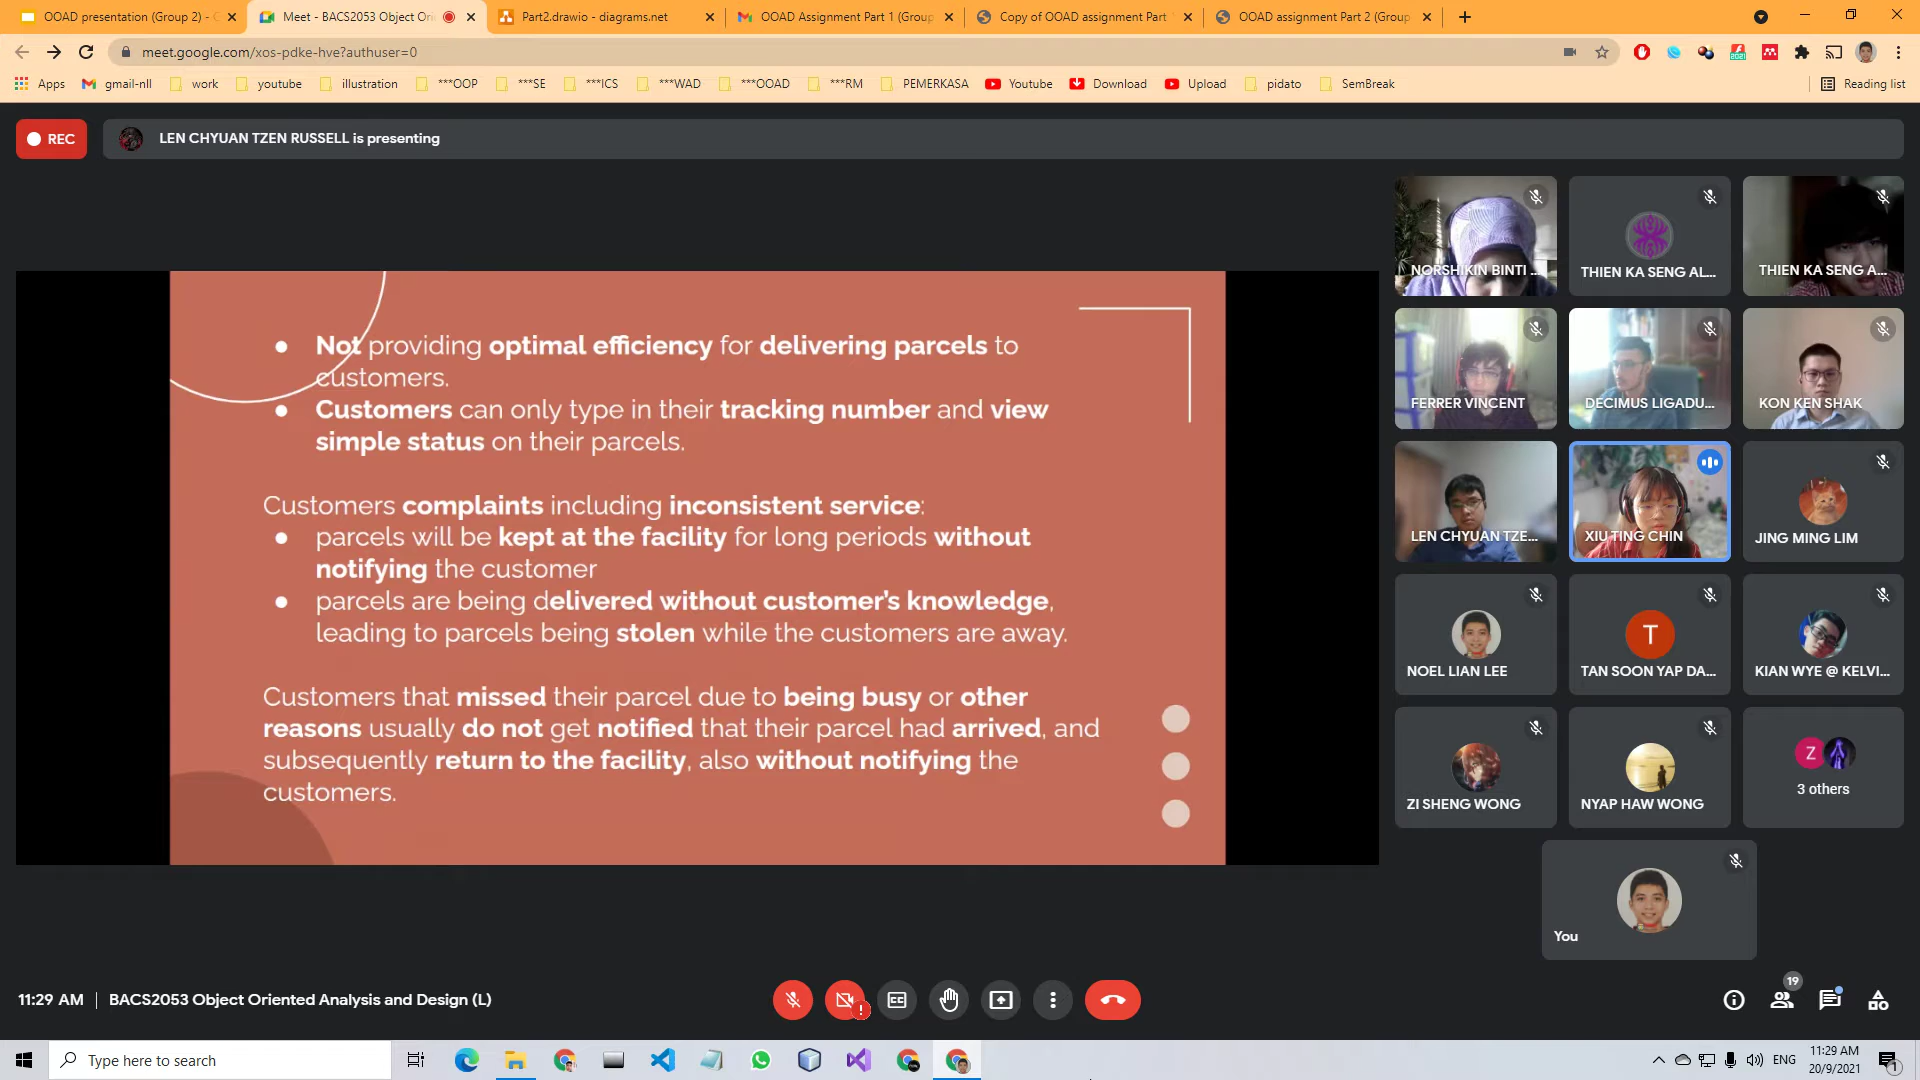 OOAD presentation (Group 2) - G
Meet - BACS2053 Object Or
Part2.drawio - diagrams.net
OOAD Assignment Part 1 (Group
Copy of OOAD assignment Part
OOAD assignment Part 2 (Group
meet.google.com/xos-pdke-hve?authuser=0
Apps
gmail-nll
work
youtube
illustration
***OOP
***SE
***ICS
***WAD
***OOAD
***RM
PEMERKASA
Youtube
Download
Upload
pidato
SemBreak
Reading list
REC
LEN CHYUAN TZEN RUSSELL is presenting
● Not providing optimal efficiency for delivering parcels to
customers.
● Customers can only type in their tracking number and view
simple status on their parcels.
Customers complaints including inconsistent service:
● parcels will be kept at the facility for long periods without
notifying the customer
● parcels are being delivered without customer's knowledge,
leading to parcels being stolen while the customers are away.
Customers that missed their parcel due to being busy or other
reasons usually do not get notified that their parcel had arrived, and
subsequently return to the facility, also without notifying the
customers.
NORSHIKIN BINTI ...
THIEN KA SENG AL...
THIEN KA SENG A...
FERRER VINCENT
DECIMUS LIGADU...
KON KEN SHAK
LEN CHYUAN TZE...
XIU TING CHIN
JING MING LIM
NOEL LIAN LEE
T
TAN SOON YAP DA...
KIAN WYE @ KELVI...
ZI SHENG WONG
NYAP HAW WONG
Z
3 others
You
11:29 AM | BACS2053 Object Oriented Analysis and Design (L)
CC
!
19
Type here to search
ENG
11:29 AM
20/9/2021
1